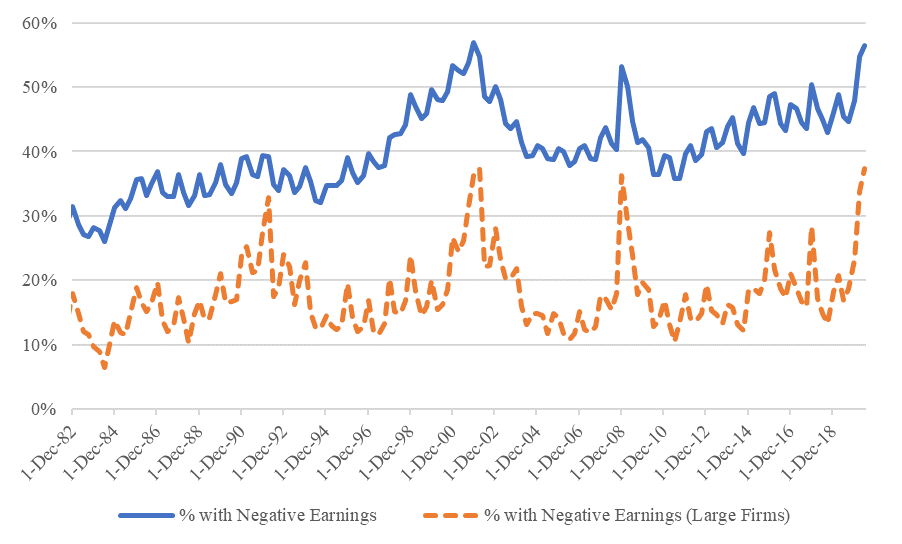 60%
50%
40%
30%
20%
10%
0%
1-Dec-82
1-Dec-84
1-Dec-86
1-Dec-88
1-Dec-90
1-Dec-92
1-Dec-94
1-Dec-96
1-Dec-98
1-Dec-00
1-Dec-02
1-Dec-04
1-Dec-06
1-Dec-08
1-Dec-10
1-Dec-12
1-Dec-14
1-Dec-16
1-Dec-18
% with Negative Earnings
% with Negative Earnings (Large Firms)